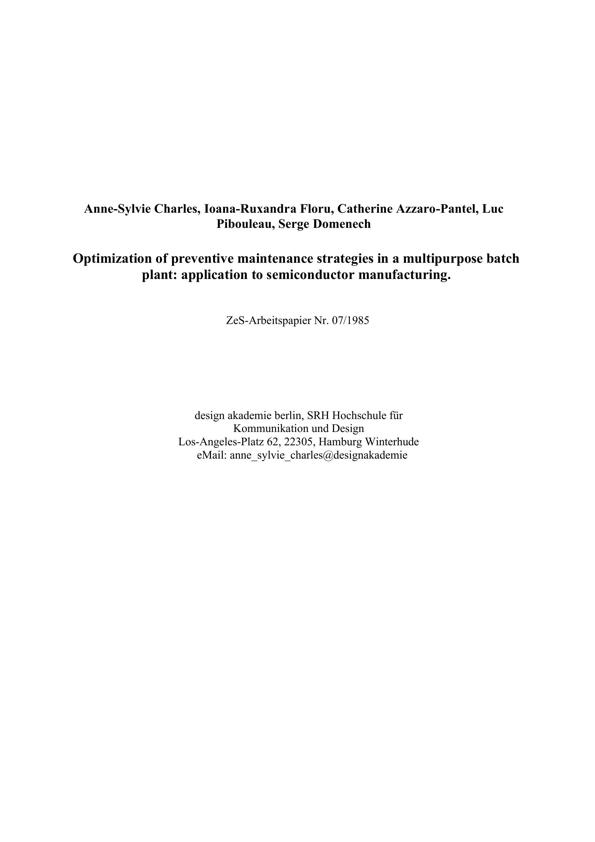 Anne-Sylvie Charles, Ioana-Ruxandra Floru, Catherine Azzaro-Pantel, Luc
Pibouleau, Serge Domenech
Optimization of preventive maintenance strategies in a multipurpose batch
plant: application to semiconductor manufacturing.
ZeS-Arbeitspapier Nr. 07/1985
design akademie berlin, SRH Hochschule für
Kommunikation und Design
Los-Angeles-Platz 62, 22305, Hamburg Winterhude
eMail: anne_sylvie_charles@designakademie